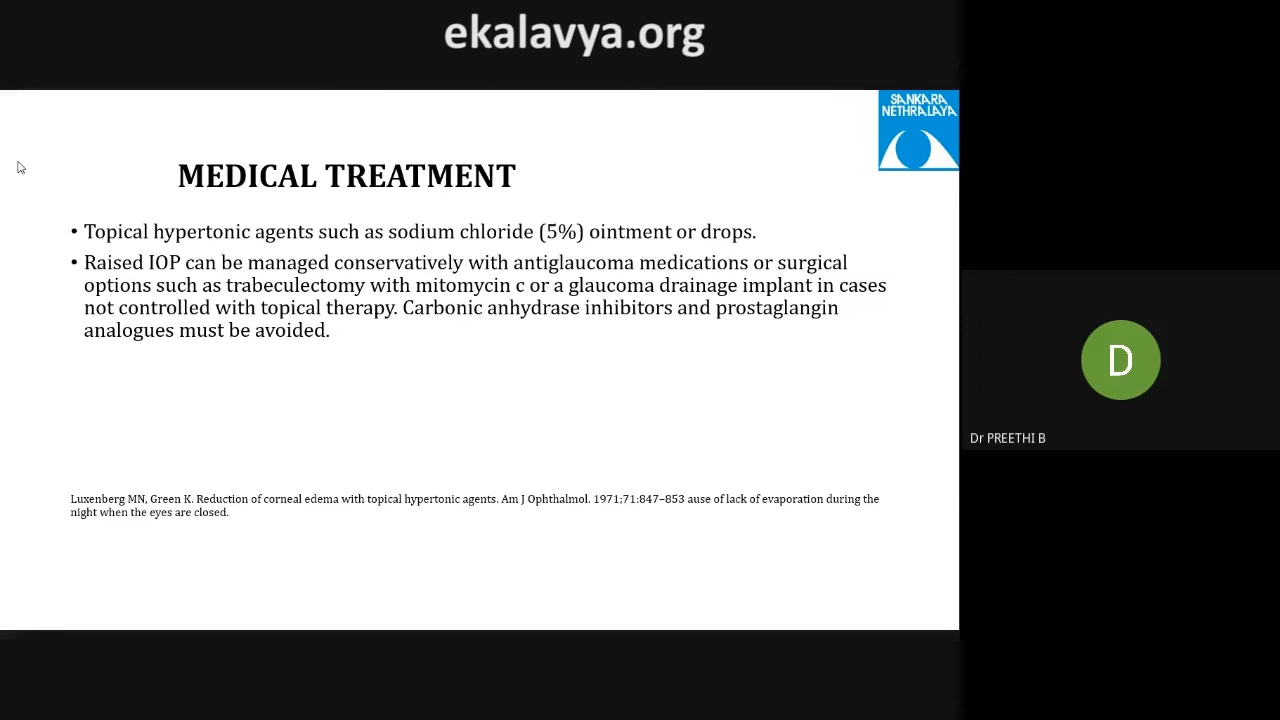 ekalavya.org
SANKARA
NETHRALAYA
MEDICAL TREATMENT
• Topical hypertonic agents such as sodium chloride (5%) ointment or drops.
• Raised IOP can be managed conservatively with antiglaucoma medications or surgical
options such as trabeculectomy with mitomycin c or a glaucoma drainage implant in cases
not controlled with topical therapy. Carbonic anhydrase inhibitors and prostaglangin
analogues must be avoided.
Luxenberg MN, Green K. Reduction of corneal edema with topical hypertonic agents. Am J Ophthalmol. 1971;71:847–853 ause of lack of evaporation during the
night when the eyes are closed.
D
Dr PREETHI B